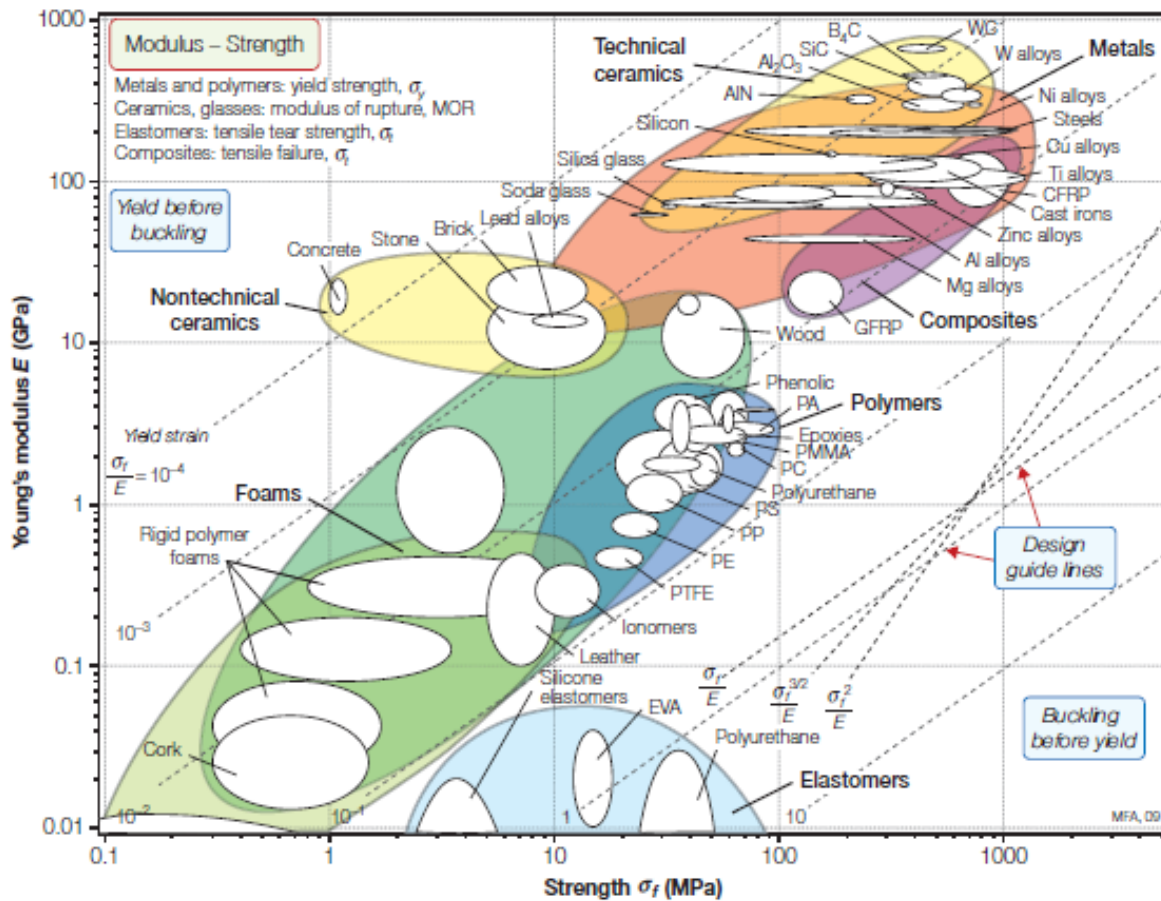 1000
Modulus – Strength
Metals and polymers: yield strength, σy
Ceramics, glasses: modulus of rupture, MOR
Elastomers: tensile tear strength, σt
Composites: tensile failure, σt
Technical
ceramics
B4C
WC
SiC
Al2O3
AlN
Silicon
Metals
W alloys
Ni alloys
Steels
Cu alloys
Ti alloys
CFRP
Cast irons
Zinc alloys
Al alloys
Mg alloys
Composites
GFRP
Silica glass
Soda glass
100
Yield before
buckling
Concrete
Stone
Brick
Lead alloys
Nontechnical
ceramics
10
Wood
Phenolic
PA
Polymers
Epoxies
PMMA
PC
Polyurethane
PS
PP
PE
PTFE
Ionomers
Leather
Yield strain
σf/E = 10–4
Foams
Rigid polymer
foams
1
Design
guide lines
10–3
0.1
Silicone
elastomers
EVA
Polyurethane
σf/E
σf3/2/E
σf2/E
Buckling
before yield
Cork
Elastomers
10–2
10–1
1
10
MFA, 09
0.01
0.1
1
10
100
1000
Young's modulus E (GPa)
Strength σf (MPa)